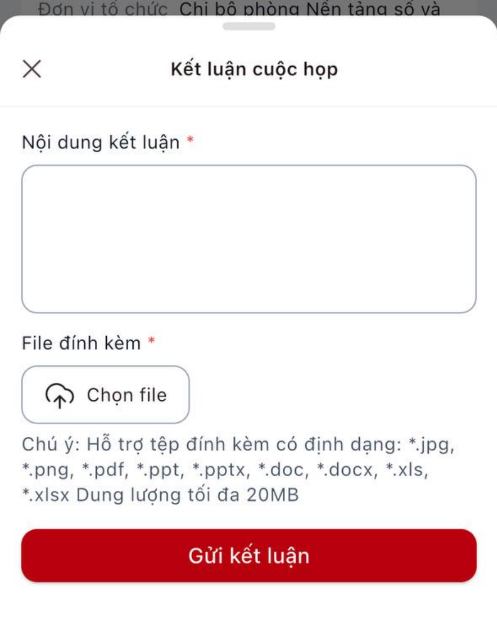 Đơn vị tổ chức Chi bộ phòng Nền tảng số và
Kết luận cuộc họp
Nội dung kết luận *
File đính kèm *
Chọn file
Chú ý: Hỗ trợ tệp đính kèm có định dạng: *.jpg,
*.png, *.pdf, *.ppt, *.pptx, *.doc, *.docx, *.xls,
*.xlsx Dung lượng tối đa 20MB
Gửi kết luận